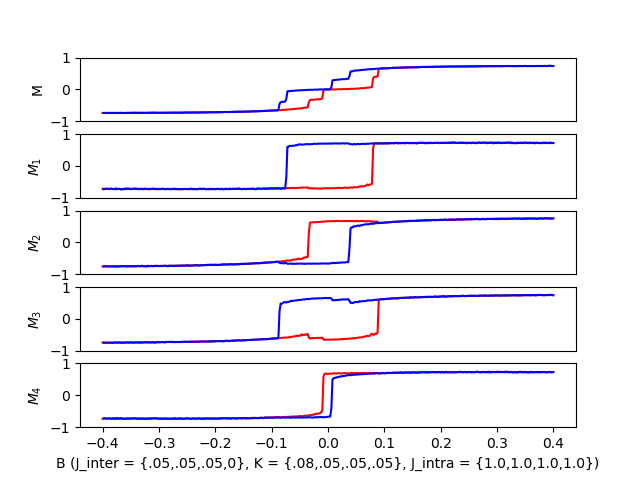 1
M
0
−1
1
M1
0
−1
1
M2
0
−1
1
M3
0
−1
1
M4
0
−1
−0.4 −0.3 −0.2 −0.1 0.0 0.1 0.2 0.3 0.4
B (J_inter = {.05,.05,.05,0}, K = {.08,.05,.05,.05}, J_intra = {1.0,1.0,1.0,1.0})